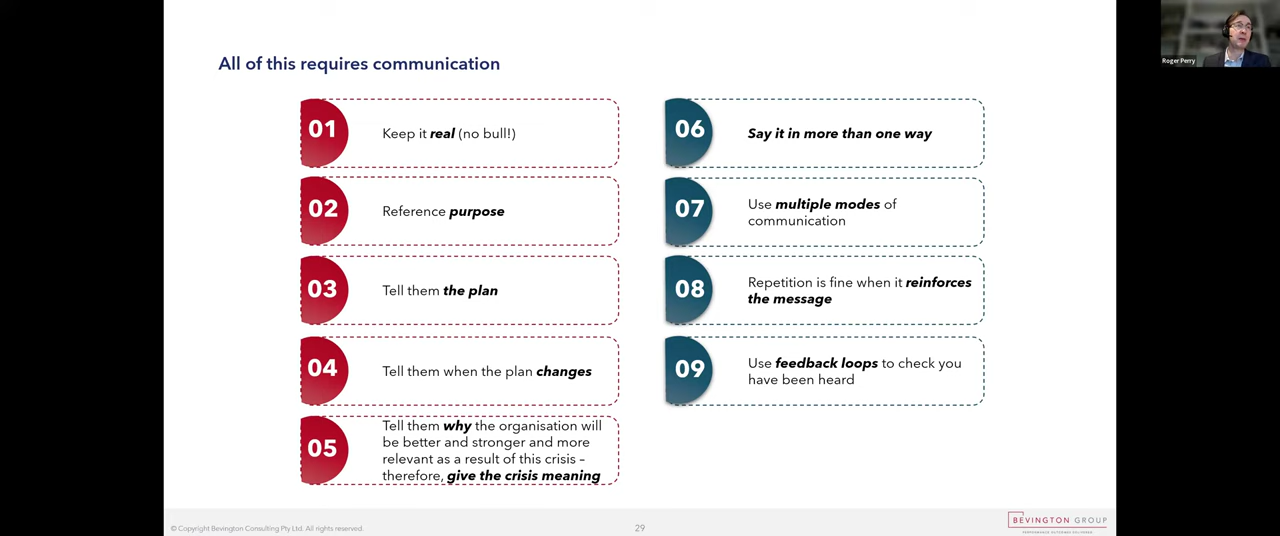 All of this requires communication
01
Keep it real (no bull!)
02
Reference purpose
03
Tell them the plan
04
Tell them when the plan changes
05
Tell them why the organisation will
be better and stronger and more
relevant as a result of this crisis –
therefore, give the crisis meaning
06
Say it in more than one way
07
Use multiple modes of
communication
08
Repetition is fine when it reinforces
the message
09
Use feedback loops to check you
have been heard
© Copyright Bevington Consulting Pty Ltd. All rights reserved.
29
BEVINGTON GROUP
PERFORMANCE OUTCOMES DELIVERED
Roger Perry